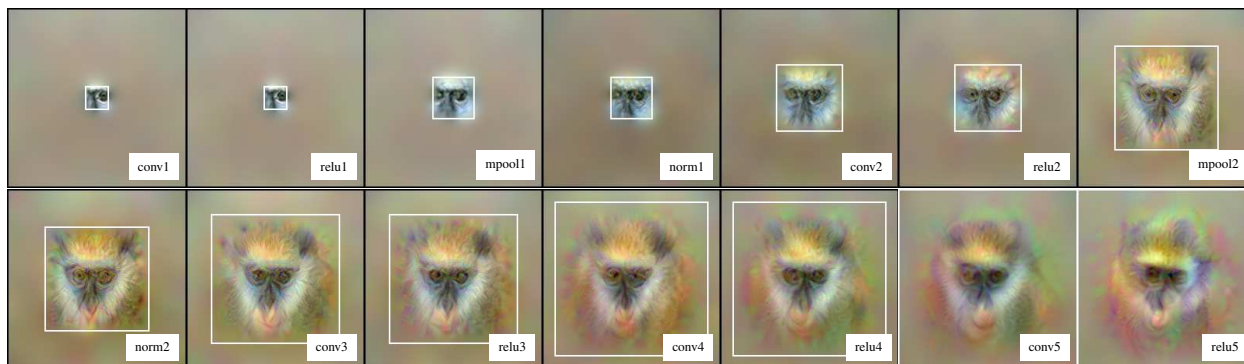 conv1
relu1
mpool1
norm1
conv2
relu2
mpool2
norm2
conv3
relu3
conv4
relu4
conv5
relu5